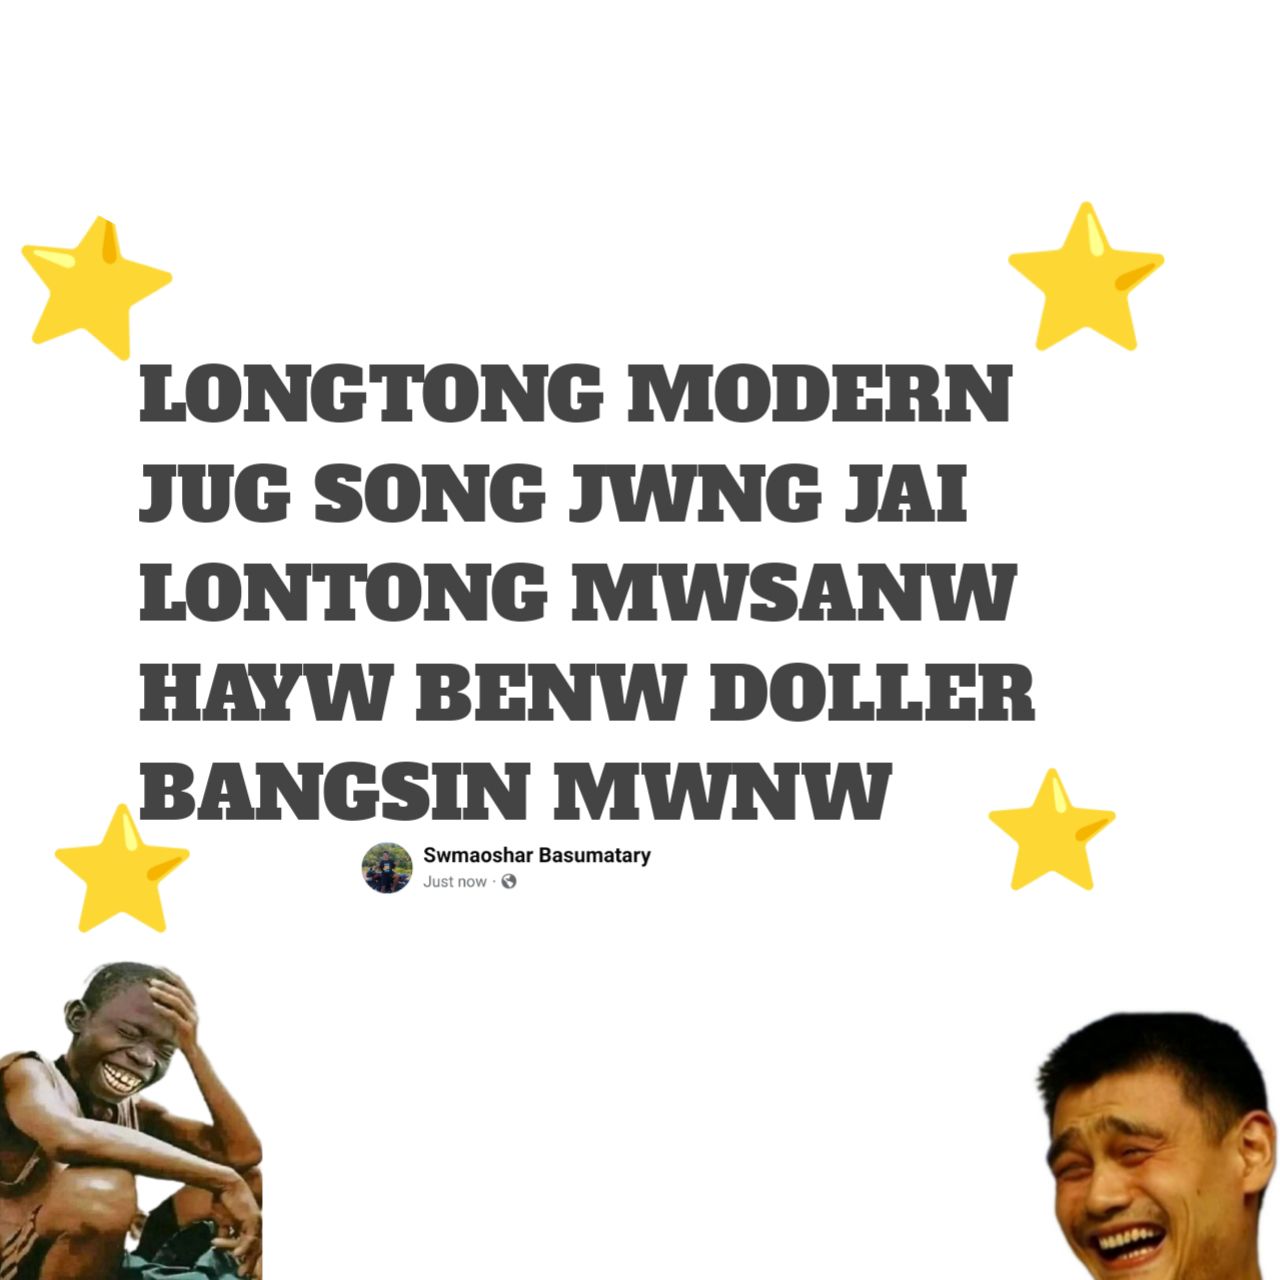 LONGTONG MODERN
JUG SONG JWNG JAI
LONTONG MWSANW
HAYW BENW DOLLER
BANGSIN MWNW
Swmaoshar Basumatary
Just now ·